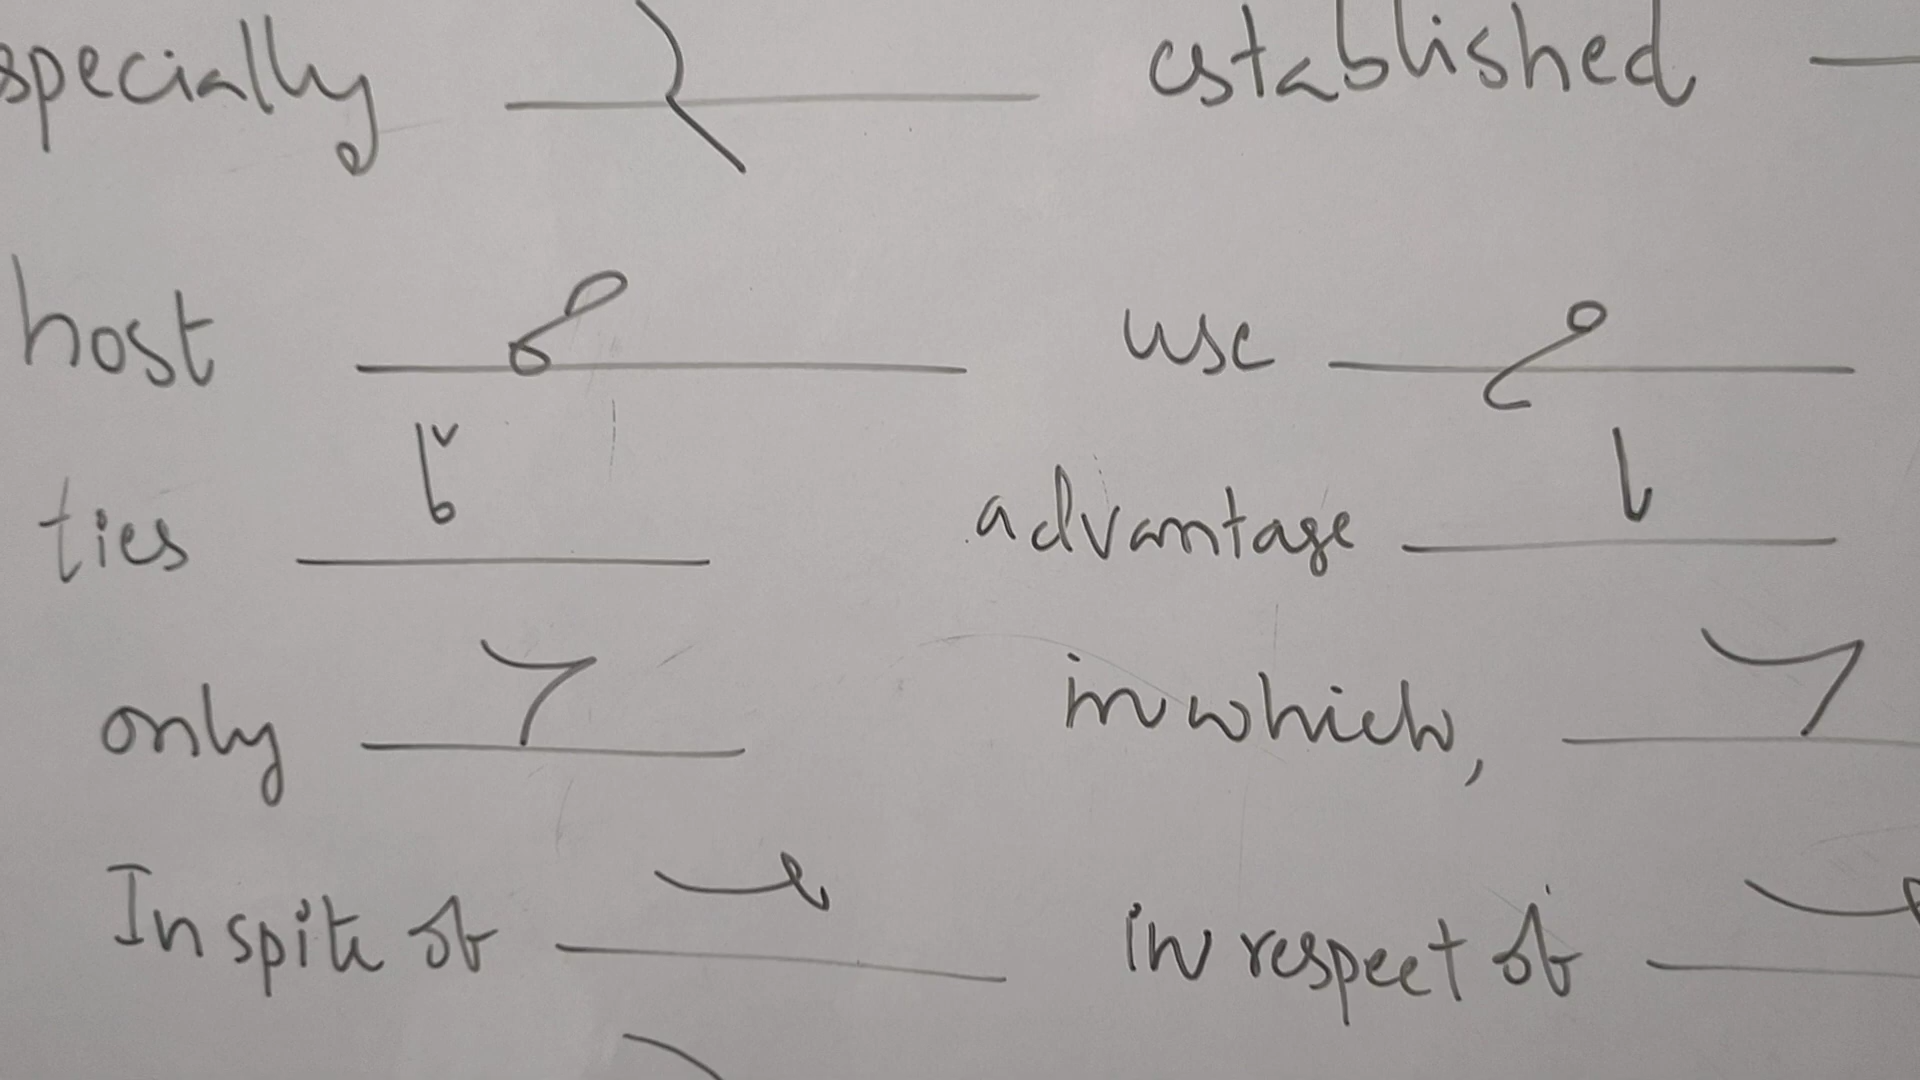 specially established
host use
ties advantage
only in which,
In spite of in respect of